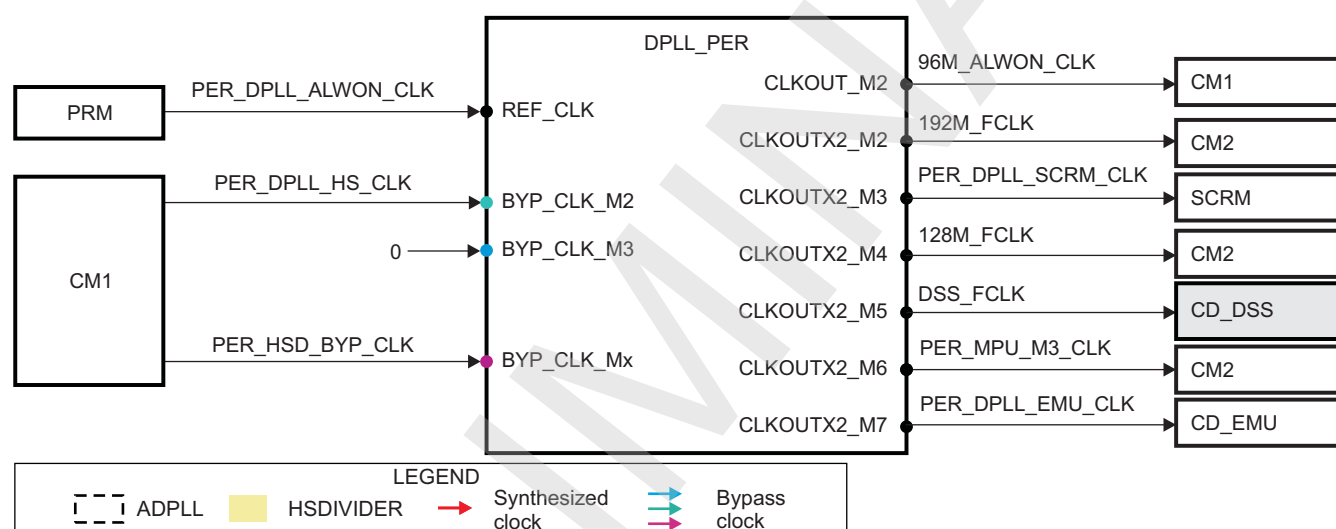 DPLL_PER
PRM
PER_DPLL_ALWON_CLK
REF_CLK
CLKOUT_M2
96M_ALWON_CLK
CM1
CLKOUTX2_M2
192M_FCLK
CM2
CM1
PER_DPLL_HS_CLK
BYP_CLK_M2
CLKOUTX2_M3
PER_DPLL_SCRM_CLK
SCRM
0
BYP_CLK_M3
CLKOUTX2_M4
128M_FCLK
CM2
CLKOUTX2_M5
DSS_FCLK
CD_DSS
PER_HSD_BYP_CLK
BYP_CLK_Mx
CLKOUTX2_M6
PER_MPU_M3_CLK
CM2
CLKOUTX2_M7
PER_DPLL_EMU_CLK
CD_EMU
LEGEND
ADPLL
HSDIVIDER
Synthesized
clock
Bypass
clock